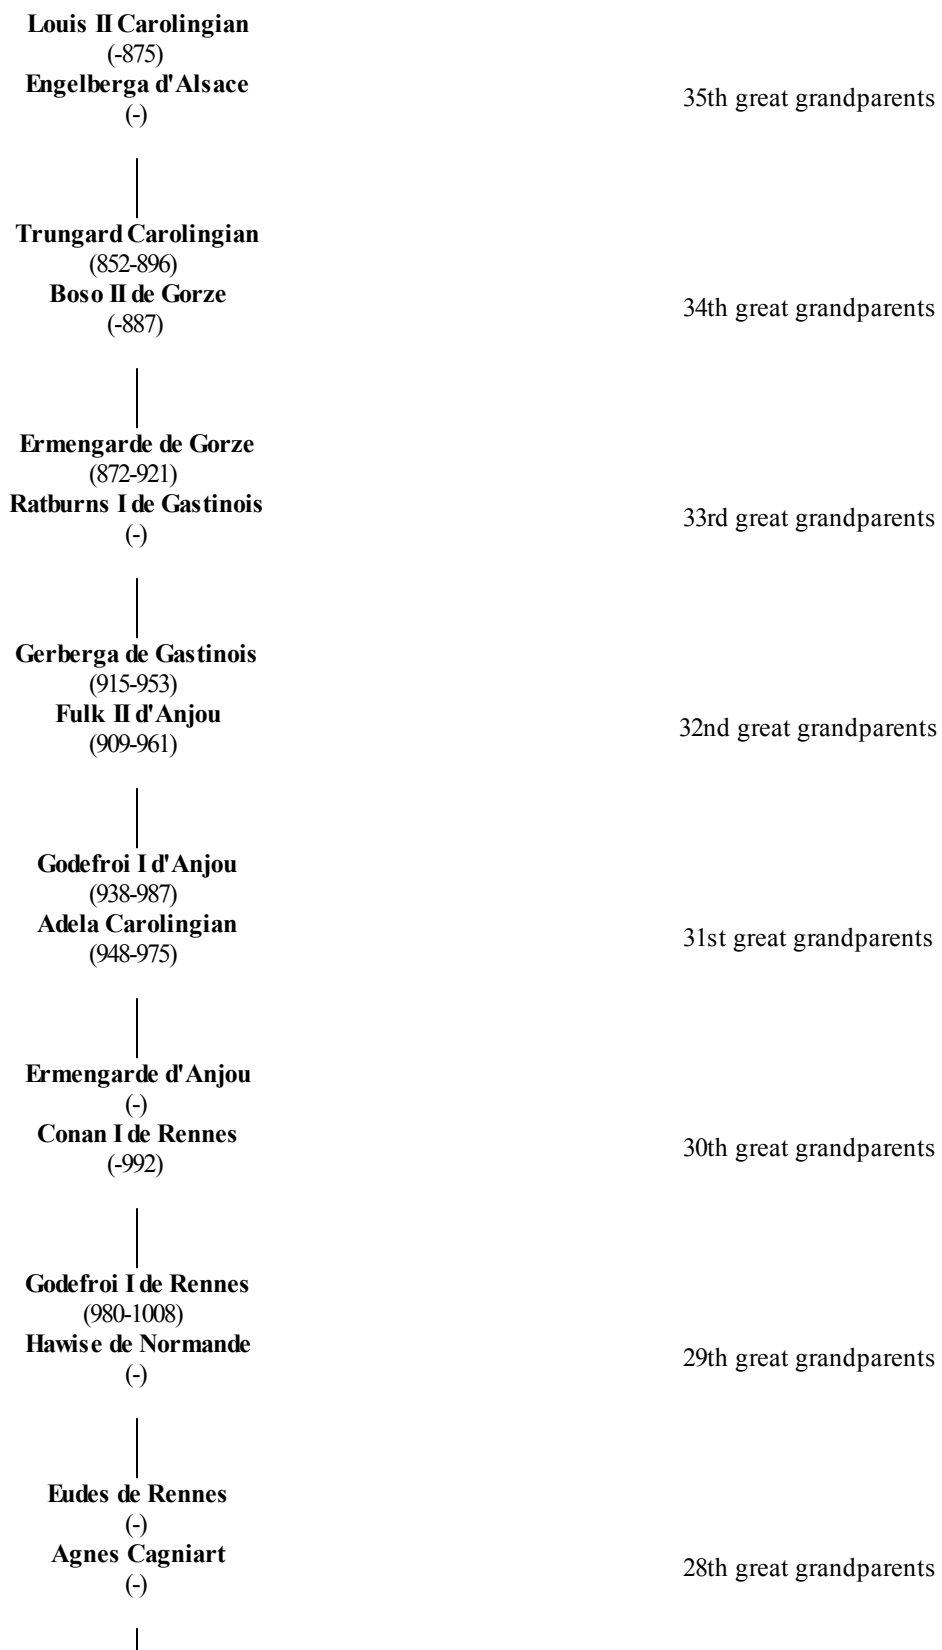 Louis II Carolingian
(-875)
Engelberga d'Alsace
(-)
35th great grandparents
Trungard Carolingian
(852-896)
Boso II de Gorze
(-887)
34th great grandparents
Ermengarde de Gorze
(872-921)
Ratburns I de Gastinois
(-)
33rd great grandparents
Gerberga de Gastinois
(915-953)
Fulk II d'Anjou
(909-961)
32nd great grandparents
Godefroi I d'Anjou
(938-987)
Adela Carolingian
(948-975)
31st great grandparents
Ermengarde d'Anjou
(-)
Conan I de Rennes
(-992)
30th great grandparents
Godefroi I de Rennes
(980-1008)
Hawise de Normande
(-)
29th great grandparents
Eudes de Rennes
(-)
Agnes Cagniart
(-)
28th great grandparents